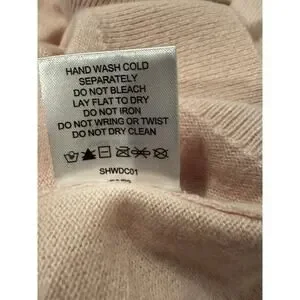 HAND WASH COLD
SEPARATELY
DO NOT BLEACH
LAY FLAT TO DRY
DO NOT IRON
DO NOT WRING OR TWIST
DO NOT DRY CLEAN
SHWDC01